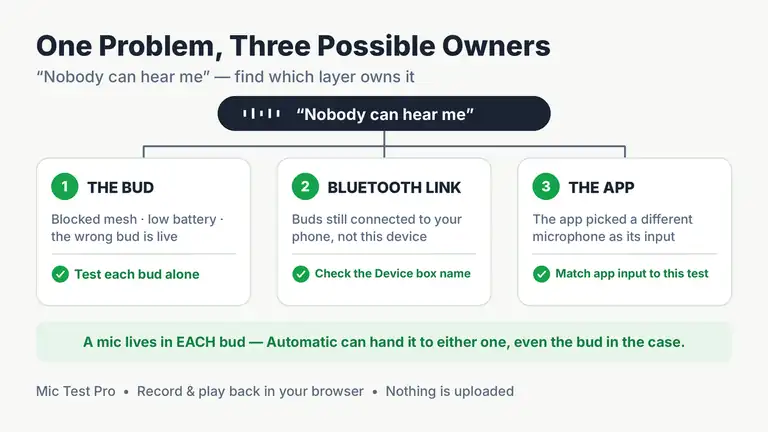 One Problem, Three Possible Owners
“Nobody can hear me” — find which layer owns it
“Nobody can hear me”
1 THE BUD
Blocked mesh · low battery ·
the wrong bud is live
Test each bud alone
2 BLUETOOTH LINK
Buds still connected to your
phone, not this device
Check the Device box name
3 THE APP
The app picked a different
microphone as its input
Match app input to this test
A mic lives in EACH bud — Automatic can hand it to either one, even the bud in the case.
Mic Test Pro • Record & play back in your browser • Nothing is uploaded